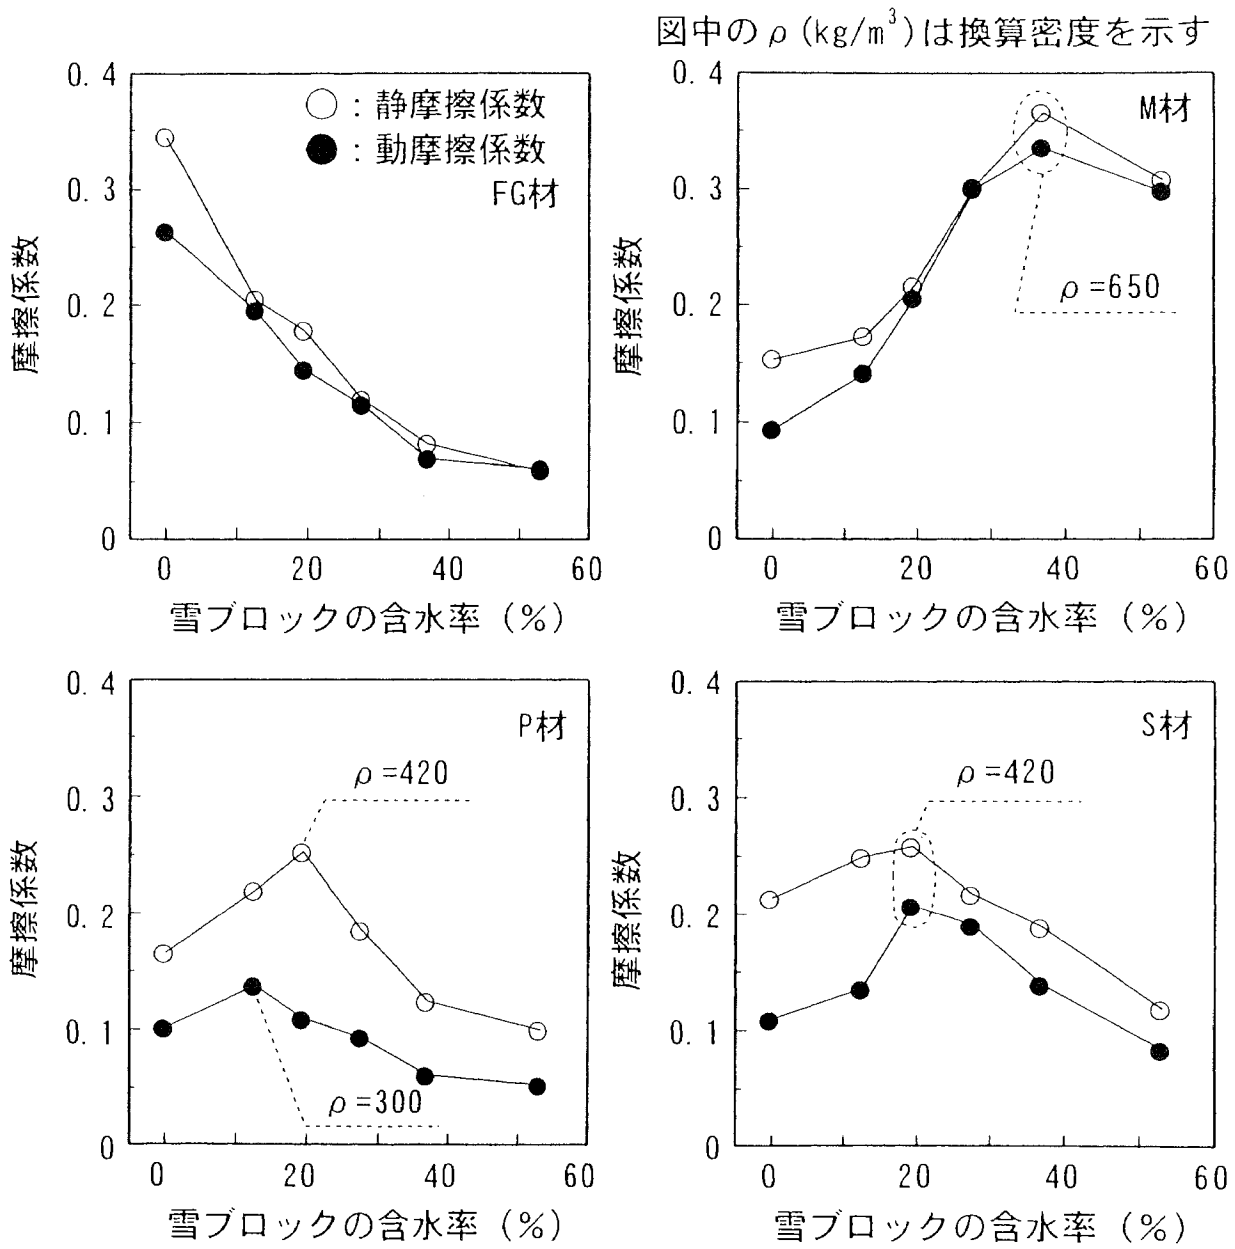 図中のρ(kg/m³)は換算密度を示す
0.4
0.3
0.2
0.1
0
摩擦係数
○:静摩擦係数
●:動摩擦係数
FG材
0 20 40 60
雪ブロックの含水率(%)
0.4
0.3
0.2
0.1
0
摩擦係数
M材
ρ=650
0 20 40 60
雪ブロックの含水率(%)
0.4
0.3
0.2
0.1
0
摩擦係数
P材
ρ=420
ρ=300
0 20 40 60
雪ブロックの含水率(%)
0.4
0.3
0.2
0.1
0
摩擦係数
S材
ρ=420
0 20 40 60
雪ブロックの含水率(%)